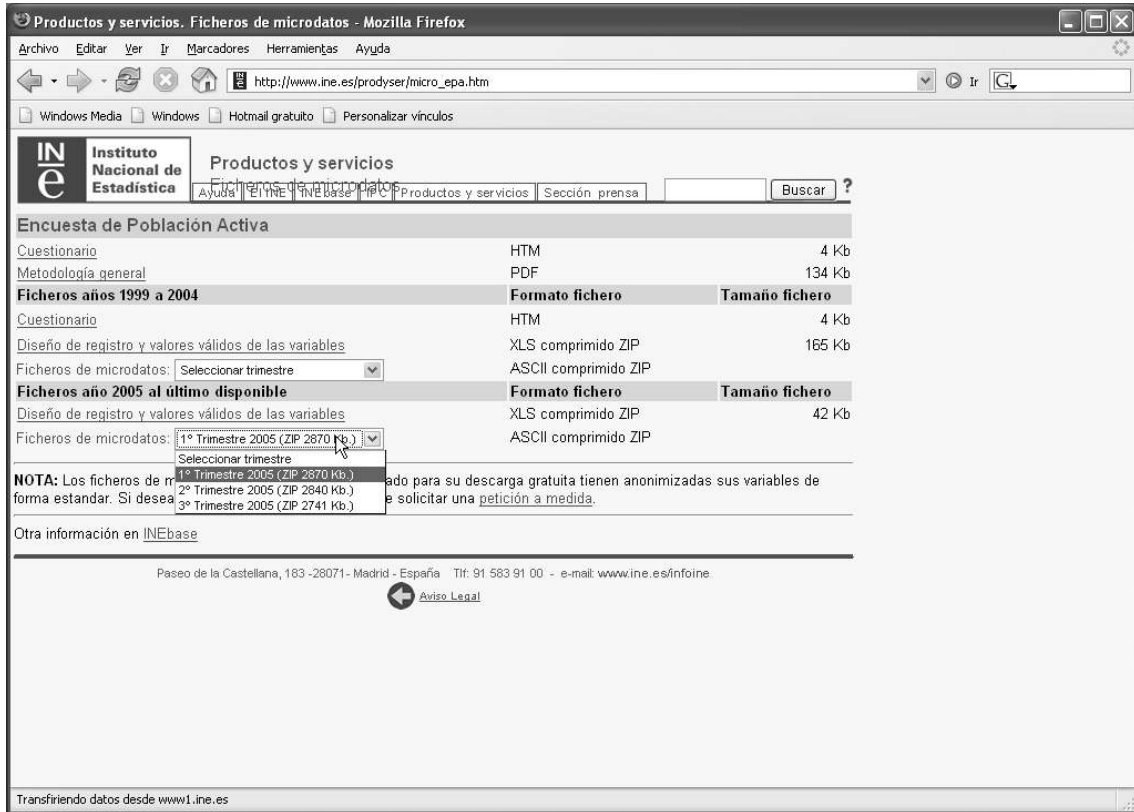 Productos y servicios. Ficheros de microdatos - Mozilla Firefox
Archivo Editar Ver Ir Marcadores Herramientas Ayuda
http://www.ine.es/prodyser/micro_epa.htm Ir G
Windows Media Windows Hotmail gratuito Personalizar vínculos
INe Instituto Nacional de Estadística
Productos y servicios
Ficheros de microdatos
Ayuda El INE INEbase IPC Productos y servicios Sección prensa Buscar ?
Encuesta de Población Activa
Cuestionario HTM 4 Kb
Metodología general PDF 134 Kb
Ficheros años 1999 a 2004 Formato fichero Tamaño fichero
Cuestionario HTM 4 Kb
Diseño de registro y valores válidos de las variables XLS comprimido ZIP 165 Kb
Ficheros de microdatos: Seleccionar trimestre ASCII comprimido ZIP
Ficheros año 2005 al último disponible Formato fichero Tamaño fichero
Diseño de registro y valores válidos de las variables XLS comprimido ZIP 42 Kb
Ficheros de microdatos: 1º Trimestre 2005 (ZIP 2870 Kb.) ASCII comprimido ZIP
Seleccionar trimestre
1º Trimestre 2005 (ZIP 2870 Kb.)
2º Trimestre 2005 (ZIP 2840 Kb.)
3º Trimestre 2005 (ZIP 2741 Kb.)
NOTA: Los ficheros de m ado para su descarga gratuita tienen anonimizadas sus variables de
forma estandar. Si desea e solicitar una petición a medida.
Otra información en INEbase
Paseo de la Castellana, 183 -28071- Madrid - España Tlf: 91 583 91 00 - e-mail: www.ine.es/infoine
Aviso Legal
Transfiriendo datos desde www1.ine.es